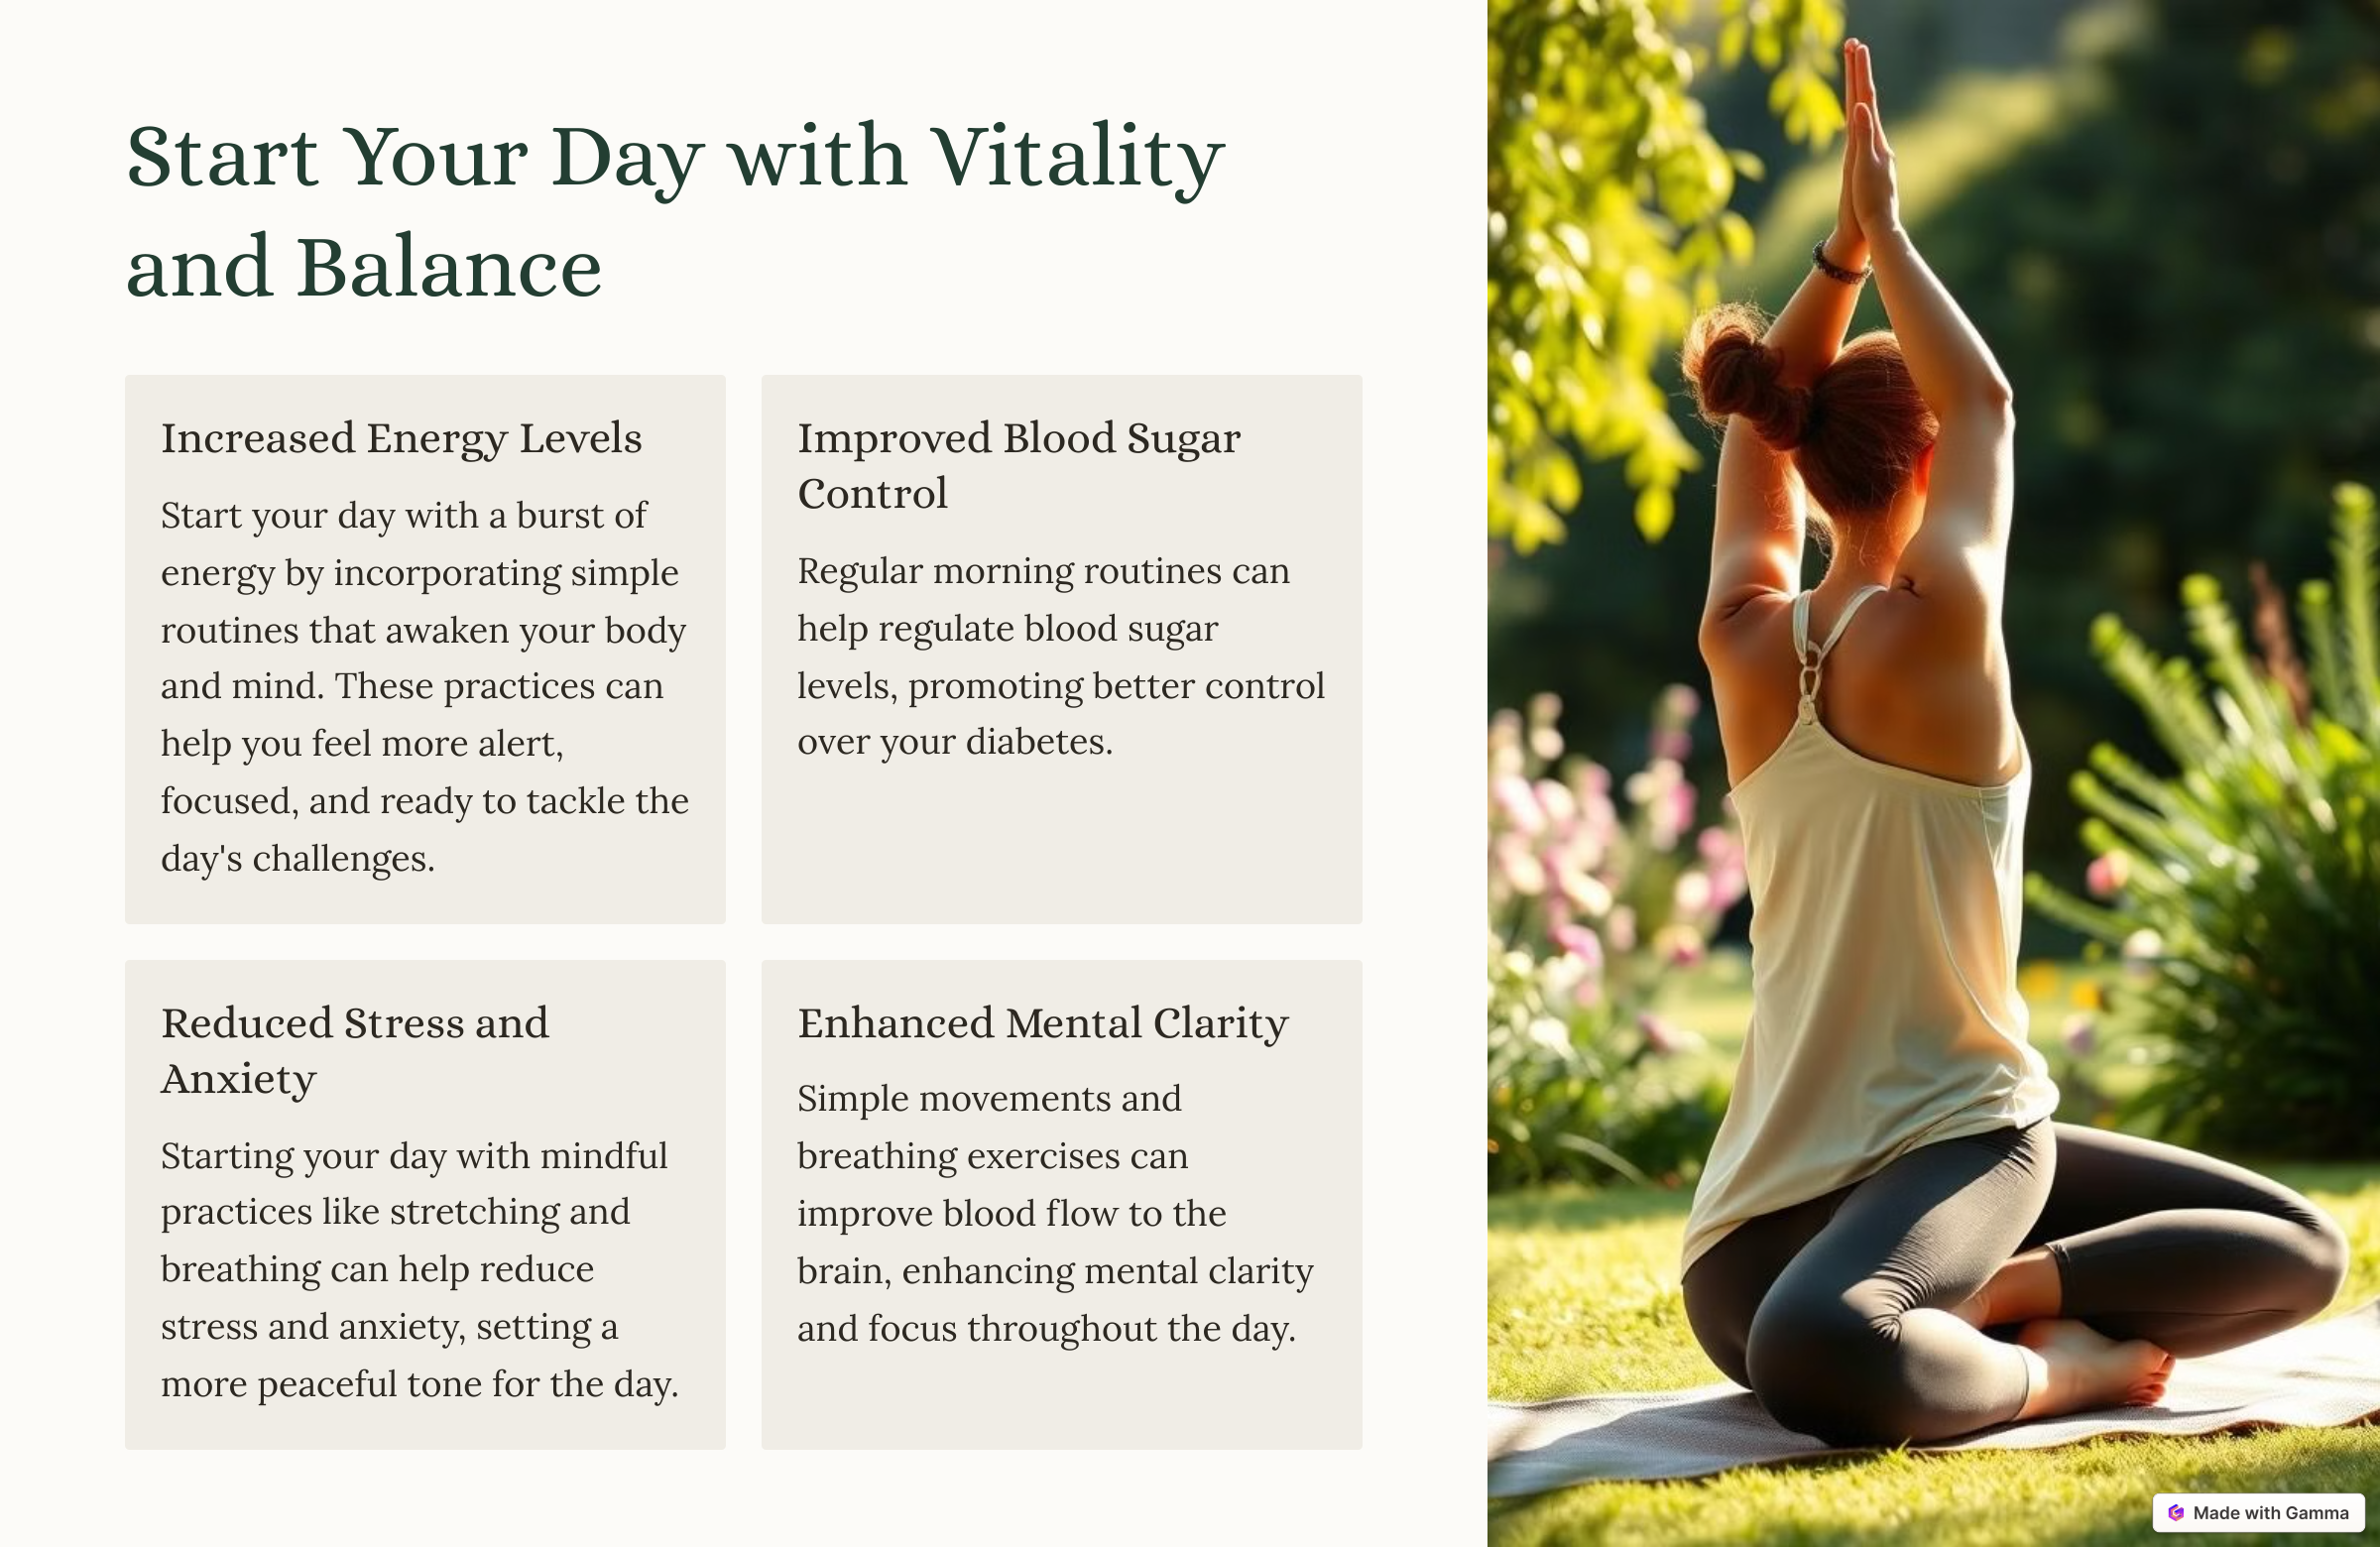 Start Your Day with Vitality
and Balance
Increased Energy Levels
Start your day with a burst of
energy by incorporating simple
routines that awaken your body
and mind. These practices can
help you feel more alert,
focused, and ready to tackle the
day's challenges.
Improved Blood Sugar
Control
Regular morning routines can
help regulate blood sugar
levels, promoting better control
over your diabetes.
Reduced Stress and
Anxiety
Starting your day with mindful
practices like stretching and
breathing can help reduce
stress and anxiety, setting a
more peaceful tone for the day.
Enhanced Mental Clarity
Simple movements and
breathing exercises can
improve blood flow to the
brain, enhancing mental clarity
and focus throughout the day.
Made with Gamma